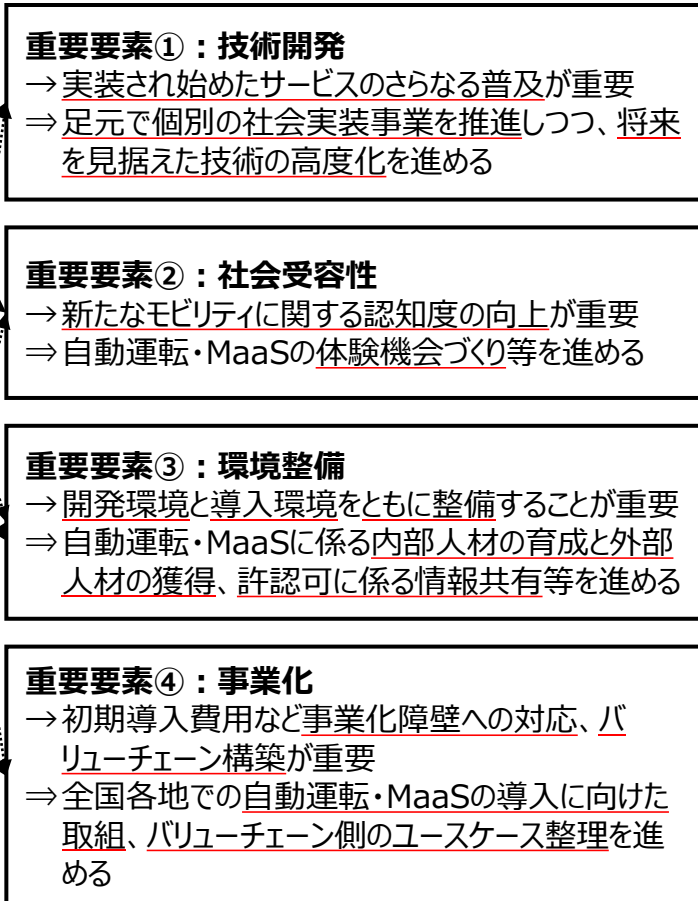 重要要素①：技術開発
→実装され始めたサービスのさらなる普及が重要
⇒足元で個別の社会実装事業を推進しつつ、将来
を見据えた技術の高度化を進める
重要要素②：社会受容性
→新たなモビリティに関する認知度の向上が重要
⇒自動運転・MaaSの体験機会づくり等を進める
重要要素③：環境整備
→開発環境と導入環境をともに整備することが重要
⇒自動運転・MaaSに係る内部人材の育成と外部
人材の獲得、許認可に係る情報共有等を進める
重要要素④：事業化
→初期導入費用など事業化障壁への対応、バ
リューチェーン構築が重要
⇒全国各地での自動運転・MaaSの導入に向けた
取組、バリューチェーン側のユースケース整理を進
める